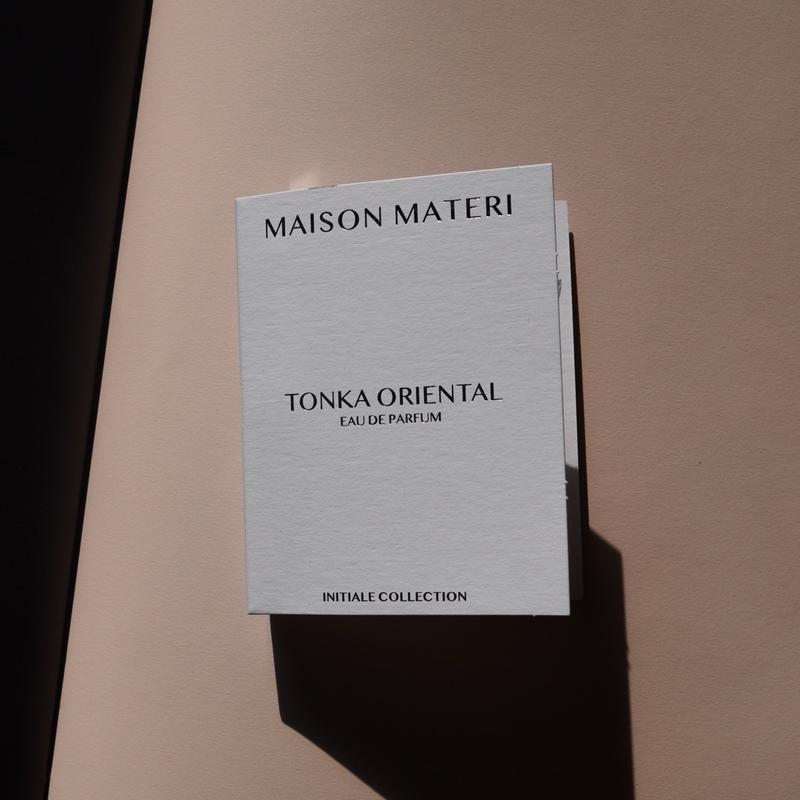 MAISON MATERI
TONKA ORIENTAL
EAU DE PARFUM
INITIALE COLLECTION